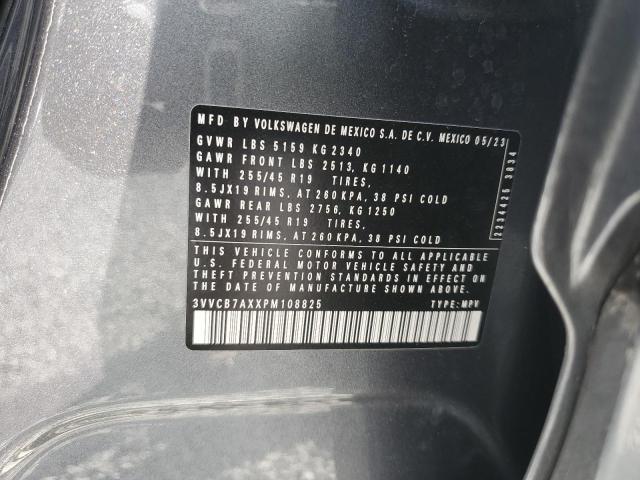 MFD BY VOLKSWAGEN DE MEXICO S.A. DE C.V. MEXICO 05/23
GVWR LBS 5159 KG 2340
GAWR FRONT LBS 2513, KG 1140
WITH 255/45 R19 TIRES,
8.5JX19 RIMS, AT 260 KPA, 38 PSI COLD
GAWR REAR LBS 2756, KG 1250
WITH 255/45 R19 TIRES,
8.5JX19 RIMS, AT 260 KPA, 38 PSI COLD
THIS VEHICLE CONFORMS TO ALL APPLICABLE
U.S. FEDERAL MOTOR VEHICLE SAFETY AND
THEFT PREVENTION STANDARDS IN EFFECT ON
THE DATE OF MANUFACTURE SHOWN ABOVE.
3VVCB7AXXPM108825 TYPE: MPV
2234425 3834